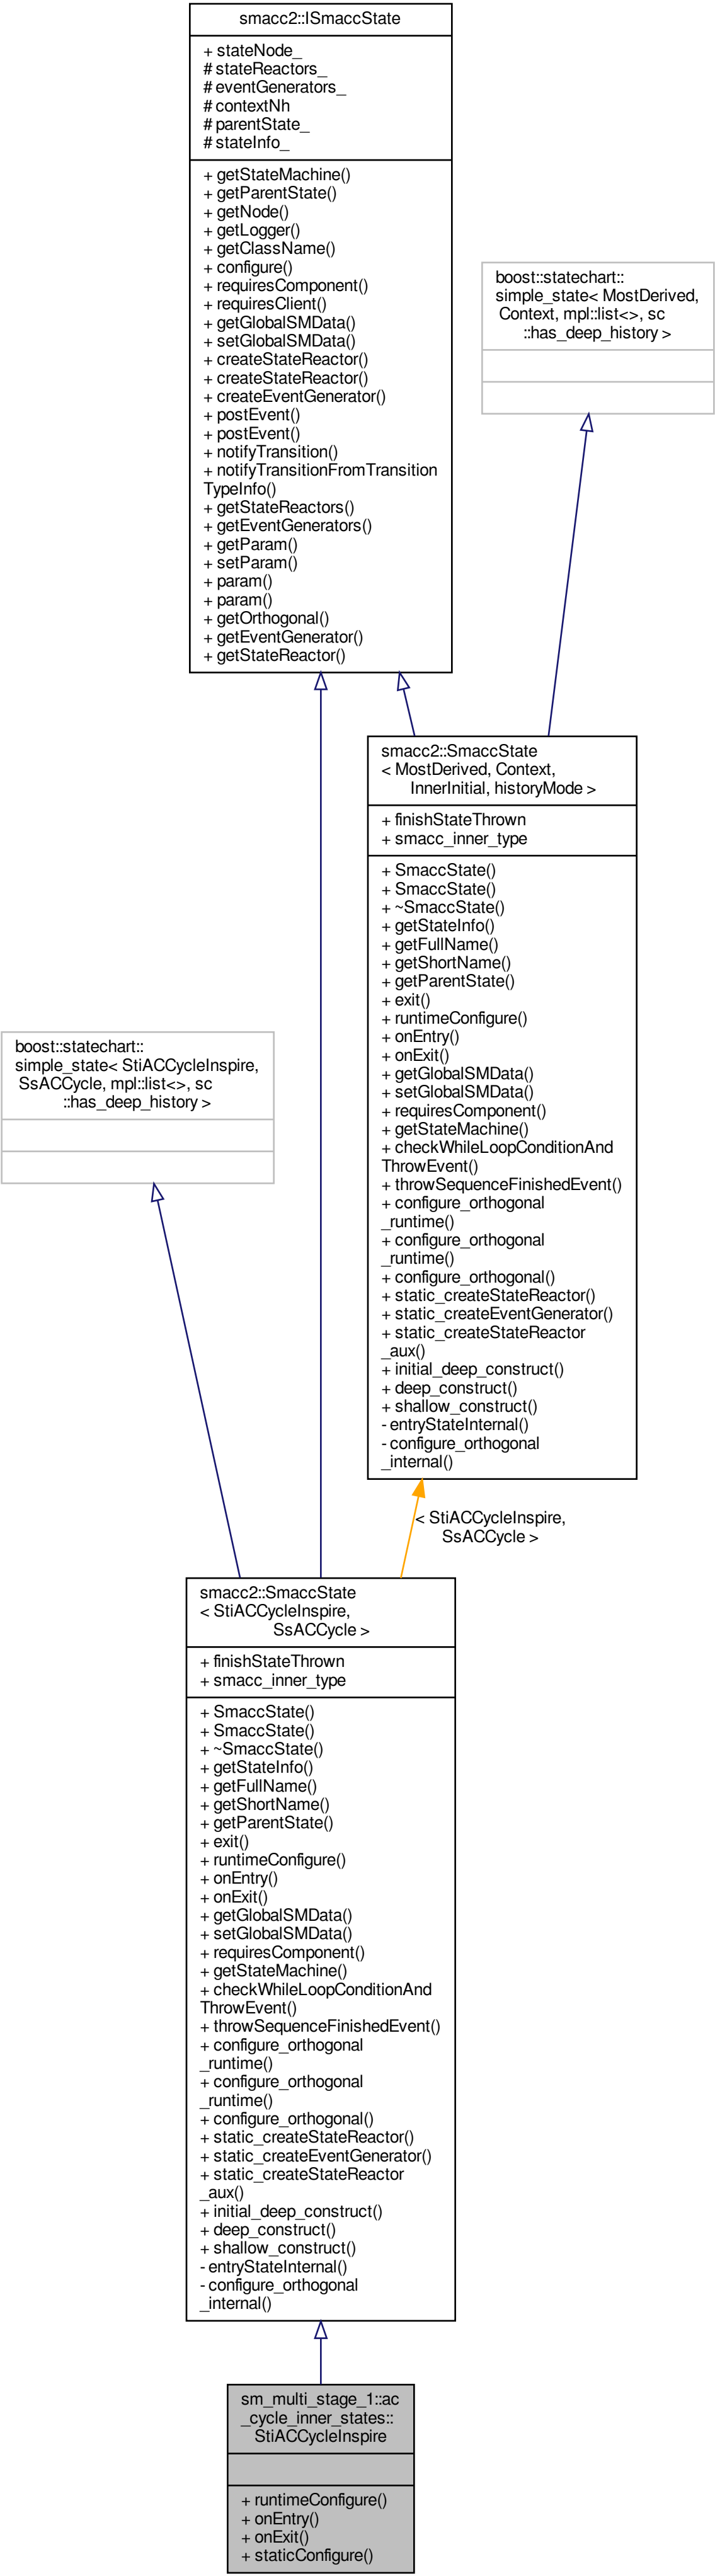 smacc2::ISmaccState
+ stateNode_
# stateReactors_
# eventGenerators_
# contextNh
# parentState_
# stateInfo_
+ getStateMachine()
+ getParentState()
+ getNode()
+ getLogger()
+ getClassName()
+ configure()
+ requiresComponent()
+ requiresClient()
+ getGlobalSMData()
+ setGlobalSMData()
+ createStateReactor()
+ createStateReactor()
+ createEventGenerator()
+ postEvent()
+ postEvent()
+ notifyTransition()
+ notifyTransitionFromTransition
TypeInfo()
+ getStateReactors()
+ getEventGenerators()
+ getParam()
+ setParam()
+ param()
+ param()
+ getOrthogonal()
+ getEventGenerator()
+ getStateReactor()
boost::statechart::
simple_state< MostDerived,
Context, mpl::list<>, sc
::has_deep_history >
smacc2::SmaccState
< MostDerived, Context,
InnerInitial, historyMode >
+ finishStateThrown
+ smacc_inner_type
+ SmaccState()
+ SmaccState()
+ ~SmaccState()
+ getStateInfo()
+ getFullName()
+ getShortName()
+ getParentState()
+ exit()
+ runtimeConfigure()
+ onEntry()
+ onExit()
+ getGlobalSMData()
+ setGlobalSMData()
+ requiresComponent()
+ getStateMachine()
+ checkWhileLoopConditionAnd
ThrowEvent()
+ throwSequenceFinishedEvent()
+ configure_orthogonal
_runtime()
+ configure_orthogonal
_runtime()
+ configure_orthogonal()
+ static_createStateReactor()
+ static_createEventGenerator()
+ static_createStateReactor
_aux()
+ initial_deep_construct()
+ deep_construct()
+ shallow_construct()
- entryStateInternal()
- configure_orthogonal
_internal()
boost::statechart::
simple_state< StiACCycleInspire,
SsACCycle, mpl::list<>, sc
::has_deep_history >
< StiACCycleInspire,
SsACCycle >
smacc2::SmaccState
< StiACCycleInspire,
SsACCycle >
+ finishStateThrown
+ smacc_inner_type
+ SmaccState()
+ SmaccState()
+ ~SmaccState()
+ getStateInfo()
+ getFullName()
+ getShortName()
+ getParentState()
+ exit()
+ runtimeConfigure()
+ onEntry()
+ onExit()
+ getGlobalSMData()
+ setGlobalSMData()
+ requiresComponent()
+ getStateMachine()
+ checkWhileLoopConditionAnd
ThrowEvent()
+ throwSequenceFinishedEvent()
+ configure_orthogonal
_runtime()
+ configure_orthogonal
_runtime()
+ configure_orthogonal()
+ static_createStateReactor()
+ static_createEventGenerator()
+ static_createStateReactor
_aux()
+ initial_deep_construct()
+ deep_construct()
+ shallow_construct()
- entryStateInternal()
- configure_orthogonal
_internal()
sm_multi_stage_1::ac
_cycle_inner_states::
StiACCycleInspire
+ runtimeConfigure()
+ onEntry()
+ onExit()
+ staticConfigure()